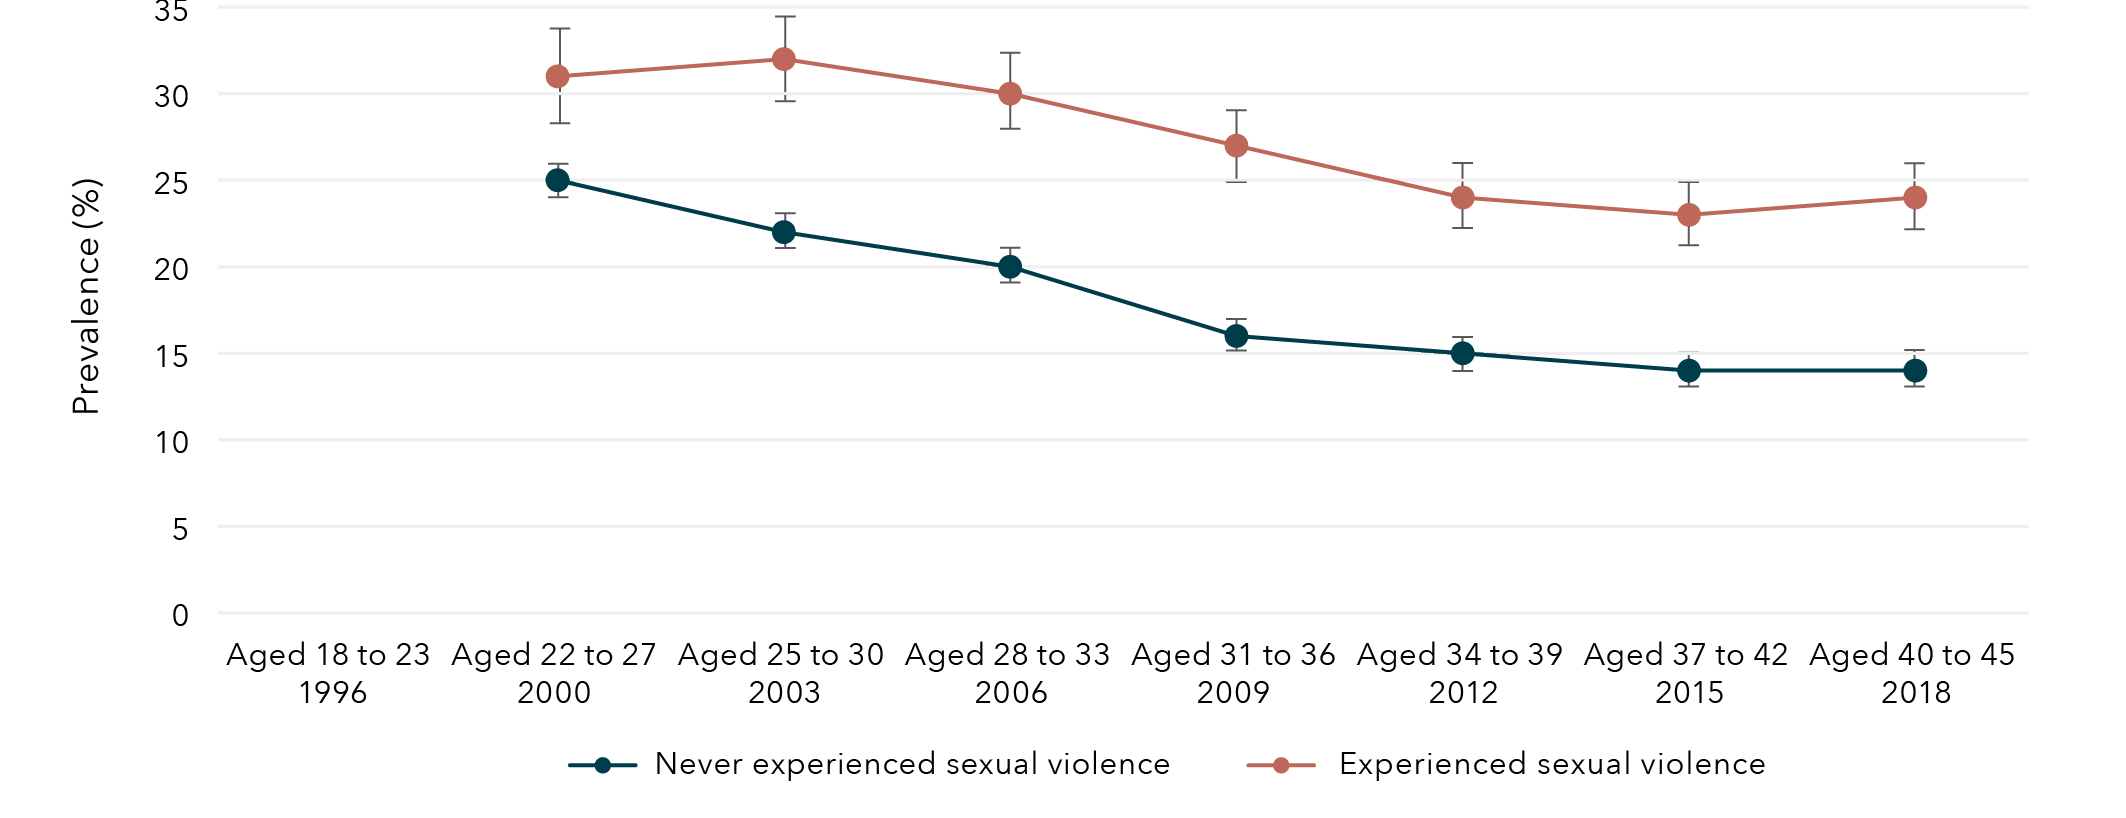 35
30
25
20
15
10
5
0
Prevalence (%)
Aged 18 to 23 Aged 22 to 27 Aged 25 to 30 Aged 28 to 33 Aged 31 to 36 Aged 34 to 39 Aged 37 to 42 Aged 40 to 45
1996 2000 2003 2006 2009 2012 2015 2018
Never experienced sexual violence Experienced sexual violence